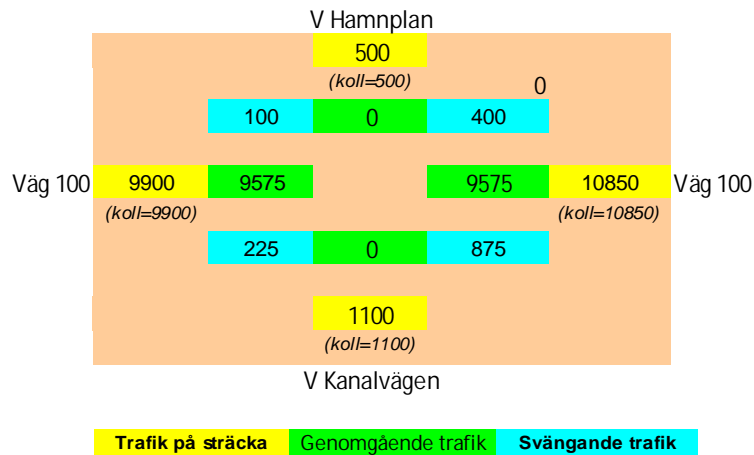 V Hamnplan
500
(koll=500)
0
100 0 400
Väg 100 9900 9575 9575 10850 Väg 100
(koll=9900) (koll=10850)
225 0 875
1100
(koll=1100)
V Kanalvägen
Trafik på sträcka Genomgående trafik Svängande trafik